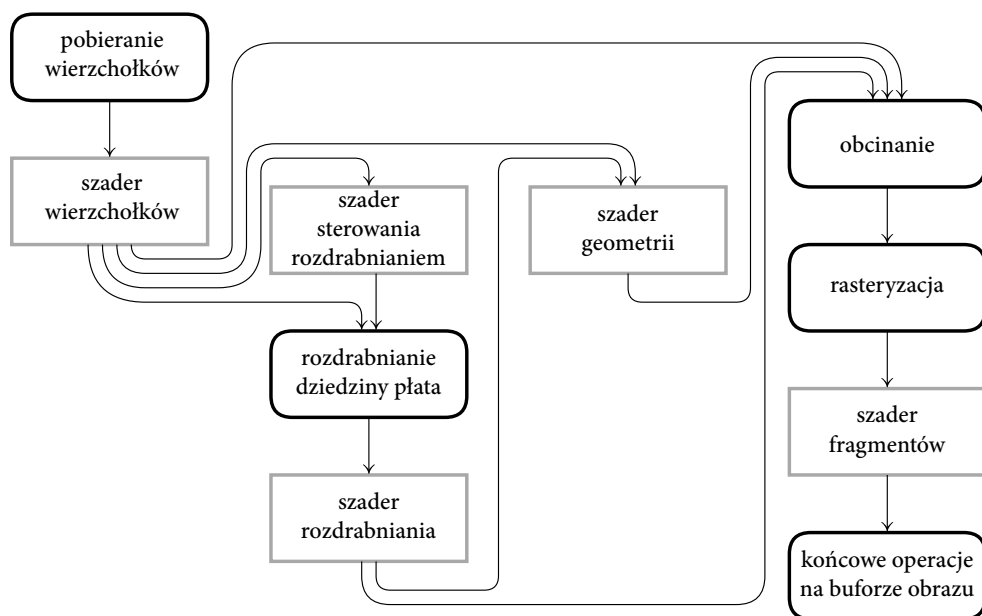 pobieranie
wierzchołków
szader
wierzchołków
szader
sterowania
rozdrabnianiem
rozdrabnianie
dziedziny płata
szader
rozdrabniania
szader
geometrii
obcinanie
rasteryzacja
szader
fragmentów
końcowe operacje
na buforze obrazu